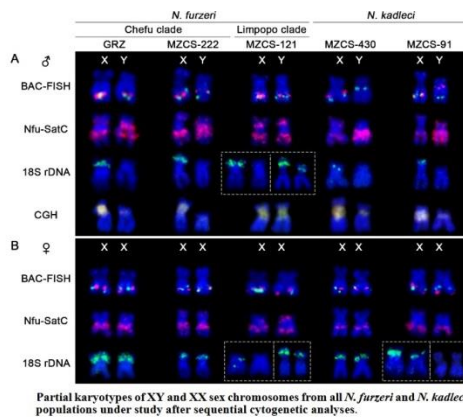 N. furzeri N. kadleci
Chefu clade Limpopo clade
GRZ MZCS-222 MZCS-121 MZCS-430 MZCS-91
A ♂ X Y X Y X Y X Y X Y
BAC-FISH
Nfu-SatC
18S rDNA
CGH
B ♀ X X X X X X X X X X
BAC-FISH
Nfu-SatC
18S rDNA
Partial karyotypes of XY and XX sex chromosomes from all N. furzeri and N. kadlec
populations under study after sequential cytogenetic analyses.